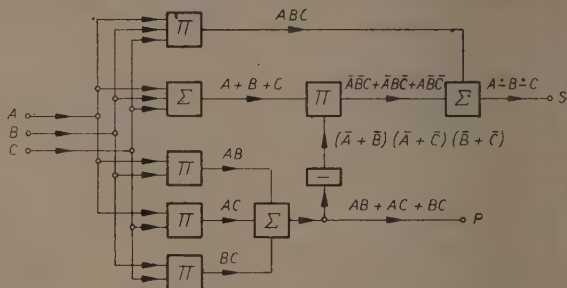 Π ABC
A Σ A + B + C Π ĀB̄C+ĀBC̄+AB̄C̄ Σ A∸B∸C S
B
C
(Ā + B̄) (Ā + C̄) (B̄ + C̄)
Π AB
−
Π AC Σ AB + AC + BC P
Π BC